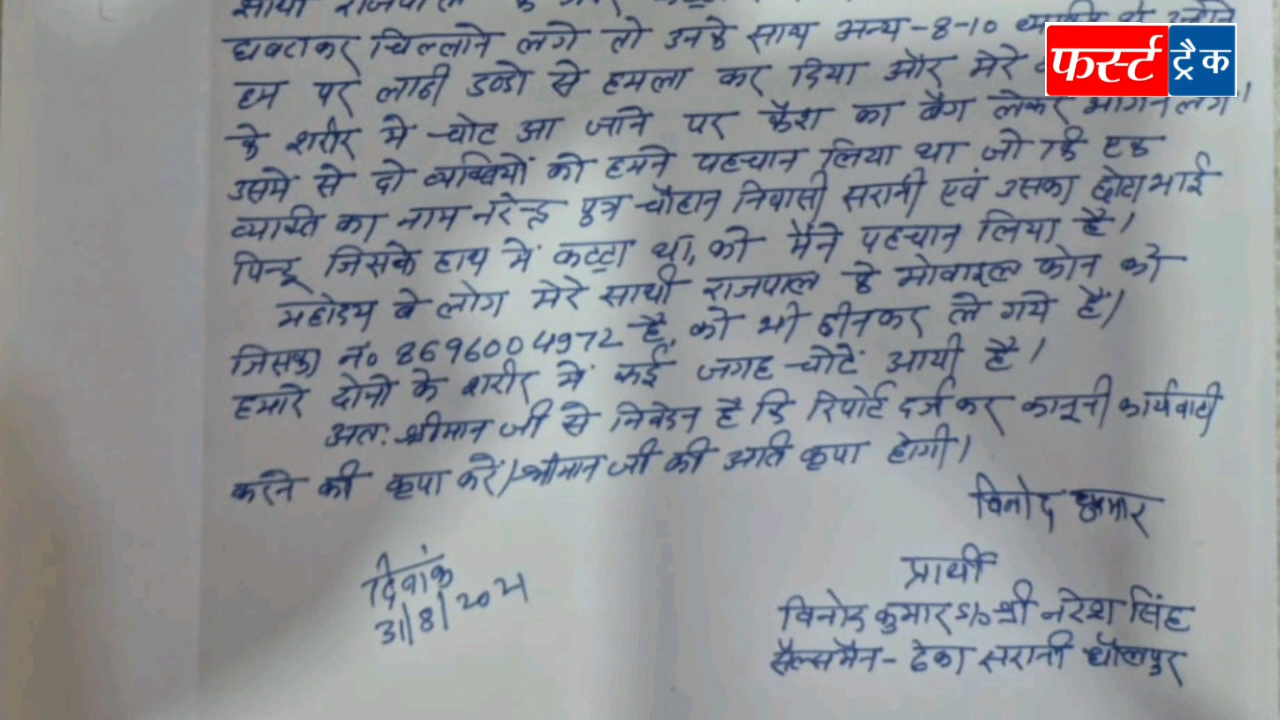 साथी राजपाल के
घबराकर चिल्लाने लगे तो उनके साथ अन्य-8-10
हम पर लाठी डण्डो से हमला कर दिया और मेरे
के शरीर मे चोट आ जाने पर कैश का बैग लेकर भागने लगे।
उसमे से दो व्यक्तियों को हमने पहचान लिया था जो कि एक
व्यक्ति का नाम नरेन्द्र पुत्र चौहान निवासी सरानी एवं उसका छोटा भाई
पिन्टू जिसके हाथ में कट्टा था, को मैंने पहचान लिया है।
महोदय वे लोग मेरे साथी राजपाल के मोबाइल फोन को
जिसका नं० 8696004972 है, को भी छीनकर ले गये है।
हमारे दोनो के शरीर में कई जगह चोटें आयी है।
अतः श्रीमान जी से निवेदन है कि रिपोर्ट दर्ज कर कानूनी कार्यवाही
करने की कृपा करें। श्रीमान जी की अति कृपा होगी।
विनोद कुमार
दिनांक
31/8/2021
प्रार्थी
विनोद कुमार s/o श्री नरेश सिंह
सैल्समैन - ठेका सरानी धौलपुर
फर्स्ट ट्रैक